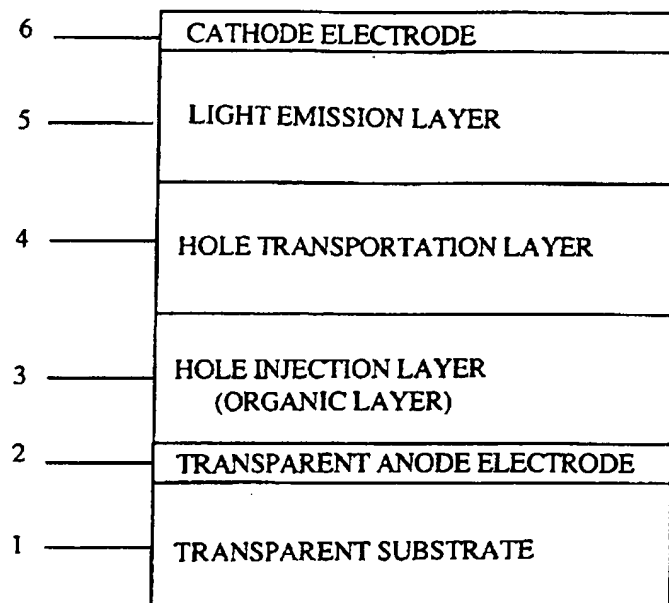 6 CATHODE ELECTRODE
5 LIGHT EMISSION LAYER
4 HOLE TRANSPORTATION LAYER
3 HOLE INJECTION LAYER
(ORGANIC LAYER)
2 TRANSPARENT ANODE ELECTRODE
1 TRANSPARENT SUBSTRATE